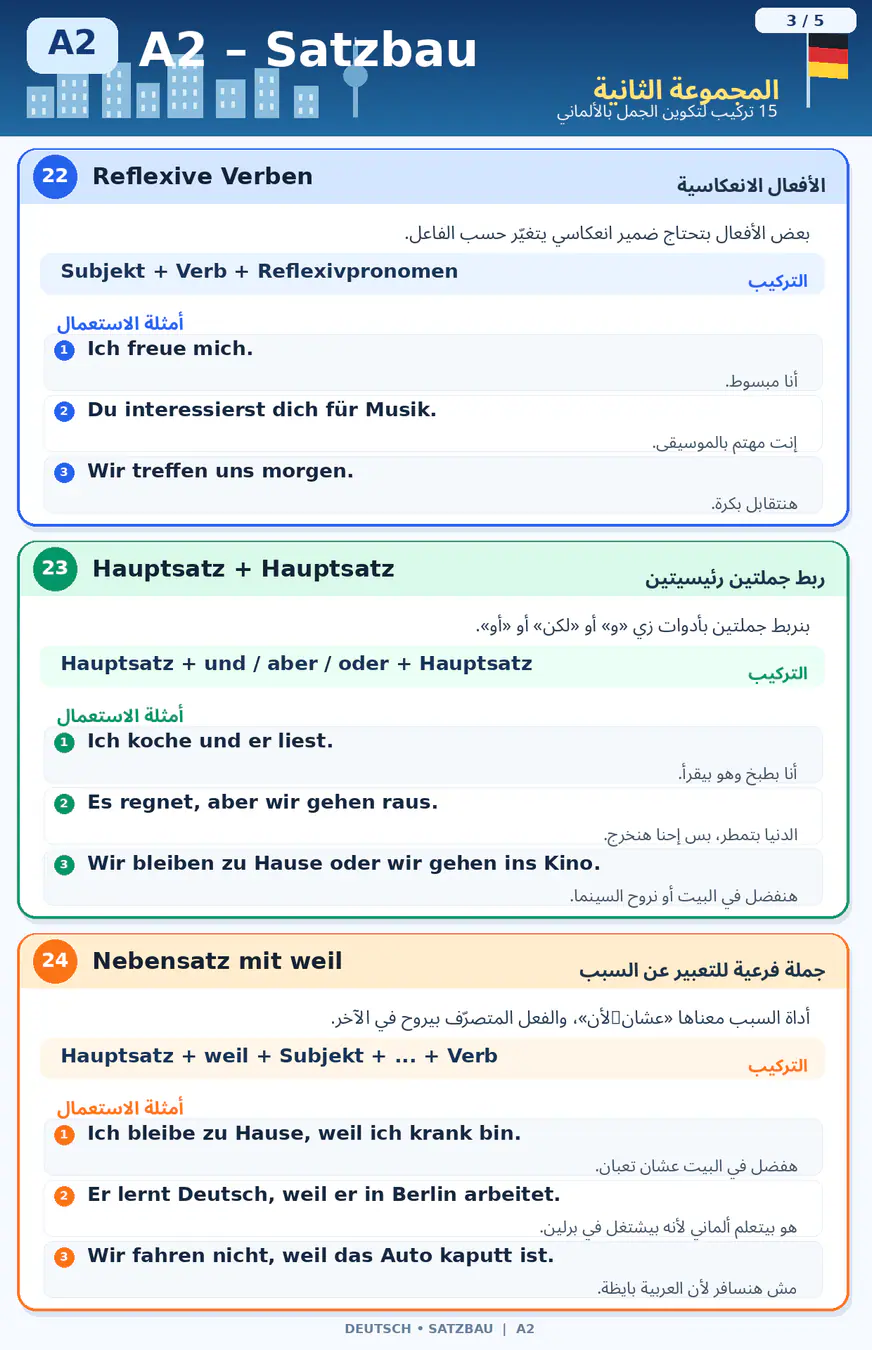 3 / 5
A2
A2 – Satzbau
المجموعة الثانية
15 تركيب لتكوين الجمل بالألماني
22
Reflexive Verben
الأفعال الانعكاسية
بعض الأفعال بتحتاج ضمير انعكاسي يتغيّر حسب الفاعل.
Subjekt + Verb + Reflexivpronomen
التركيب
أمثلة الاستعمال
1 Ich freue mich.
أنا مبسوط.
2 Du interessierst dich für Musik.
إنت مهتم بالموسيقى.
3 Wir treffen uns morgen.
هنتقابل بكرة.
23
Hauptsatz + Hauptsatz
ربط جملتين رئيسيتين
بنربط جملتين بأدوات زي «و» أو «لكن» أو «أو».
Hauptsatz + und / aber / oder + Hauptsatz
التركيب
أمثلة الاستعمال
1 Ich koche und er liest.
أنا بطبخ وهو بيقرأ.
2 Es regnet, aber wir gehen raus.
الدنيا بتمطر، بس إحنا هنخرج.
3 Wir bleiben zu Hause oder wir gehen ins Kino.
هنفضل في البيت أو نروح السينما.
24
Nebensatz mit weil
جملة فرعية للتعبير عن السبب
أداة السبب معناها «عشان▯لأن»، والفعل المتصرّف بيروح في الآخر.
Hauptsatz + weil + Subjekt + ... + Verb
التركيب
أمثلة الاستعمال
1 Ich bleibe zu Hause, weil ich krank bin.
هفضل في البيت عشان تعبان.
2 Er lernt Deutsch, weil er in Berlin arbeitet.
هو بيتعلم ألماني لأنه بيشتغل في برلين.
3 Wir fahren nicht, weil das Auto kaputt ist.
مش هنسافر لأن العربية بايظة.
DEUTSCH • SATZBAU | A2